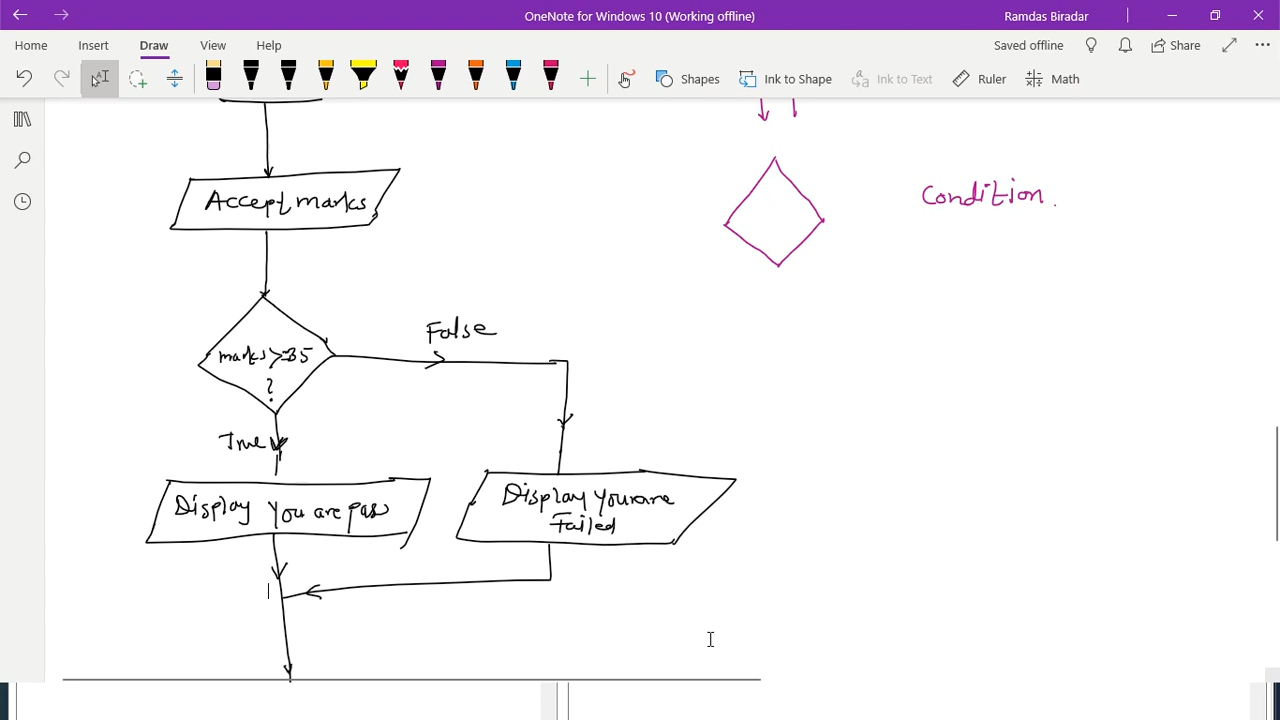 OneNote for Windows 10 (Working offline)
Ramdas Biradar
Home
Insert
Draw
View
Help
Saved offline
Share
Shapes
Ink to Shape
Ink to Text
Ruler
Math
Accept marks
Condition.
marks>=35
?
False
True
Display You are pass
Display You are
Failed